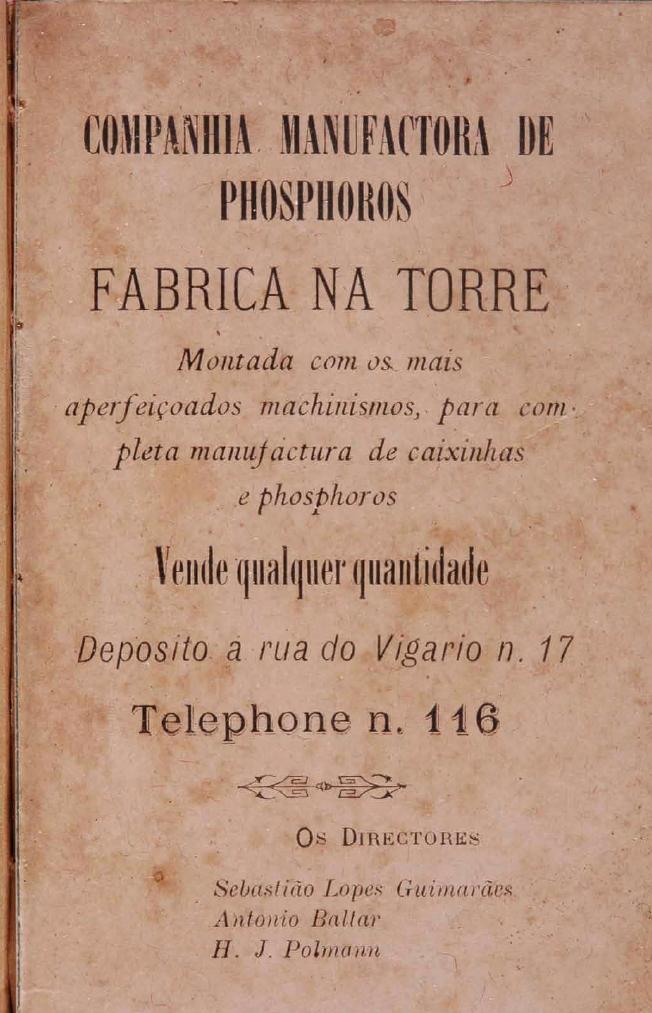 COMPANHIA MANUFACTORA DE
PHOSPHOROS
FABRICA NA TORRE
Montada com os mais
aperfeiçoados machinismos, para com-
pleta manufactura de caixinhas
e phosphoros
Vende qualquer quantidade
Deposito á rua do Vigario n. 17
Telephone n. 116
Os Directores
Sebastião Lopes Guimarães
Antonio Baltar
H. J. Polmann